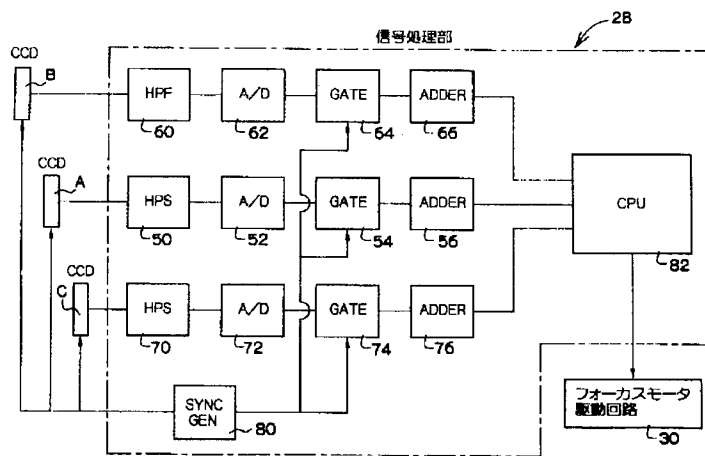 信号処理部
28
CCD
B
HPF
A/D
GATE
ADDER
60
62
54
66
CCD
A
HPS
A/D
GATE
ADDER
CPU
50
52
54
56
82
CCD
C
HPS
A/D
GATE
ADDER
70
72
74
76
SYNC
GEN
80
フォーカスモータ
駆動回路
30